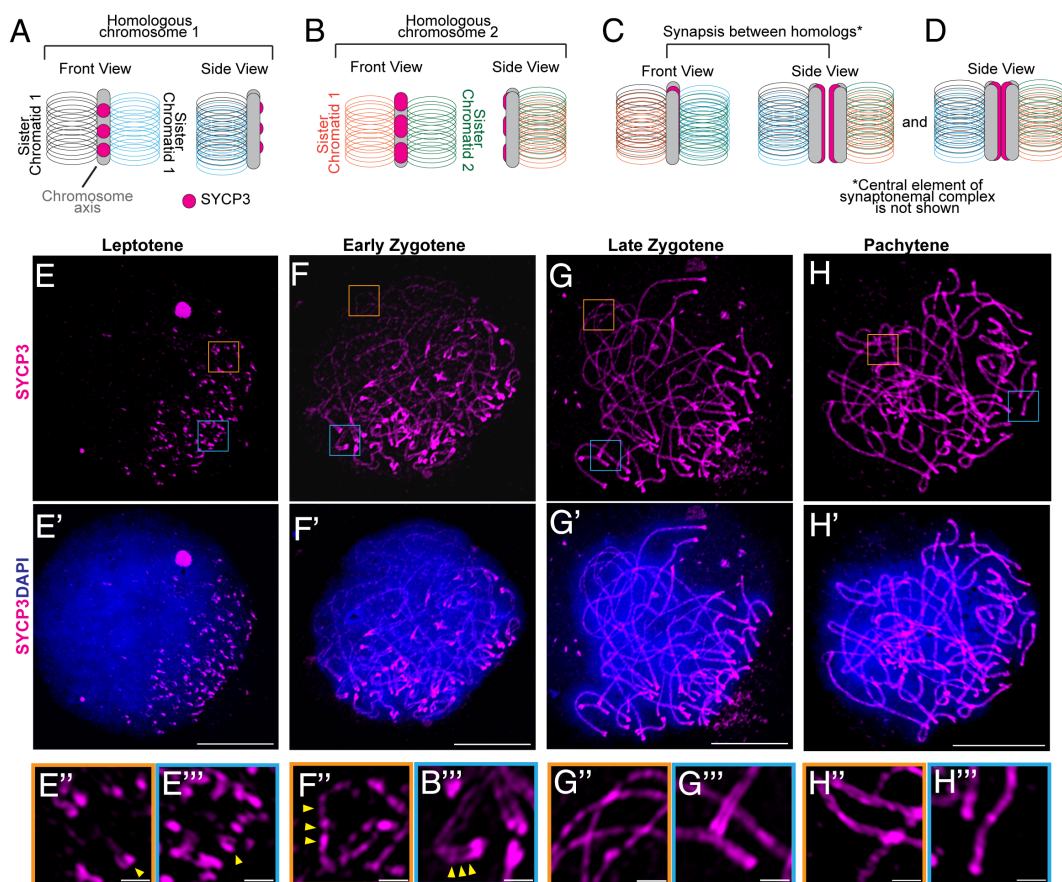 A
Homologous
chromosome 1
Front View
Side View
Sister
Chromatid 1
Sister
Chromatid 1
Chromosome
axis
SYCP3
B
Homologous
chromosome 2
Front View
Side View
Sister
Chromatid 1
Sister
Chromatid 2
C
Synapsis between homologs*
Front View
Side View
and
D
Side View
*Central element of
synaptonemal complex
is not shown
Leptotene
Early Zygotene
Late Zygotene
Pachytene
SYCP3
E
F
G
H
SYCP3DAPI
E'
F'
G'
H'
E''
E'''
F''
B'''
G''
G'''
H''
H'''